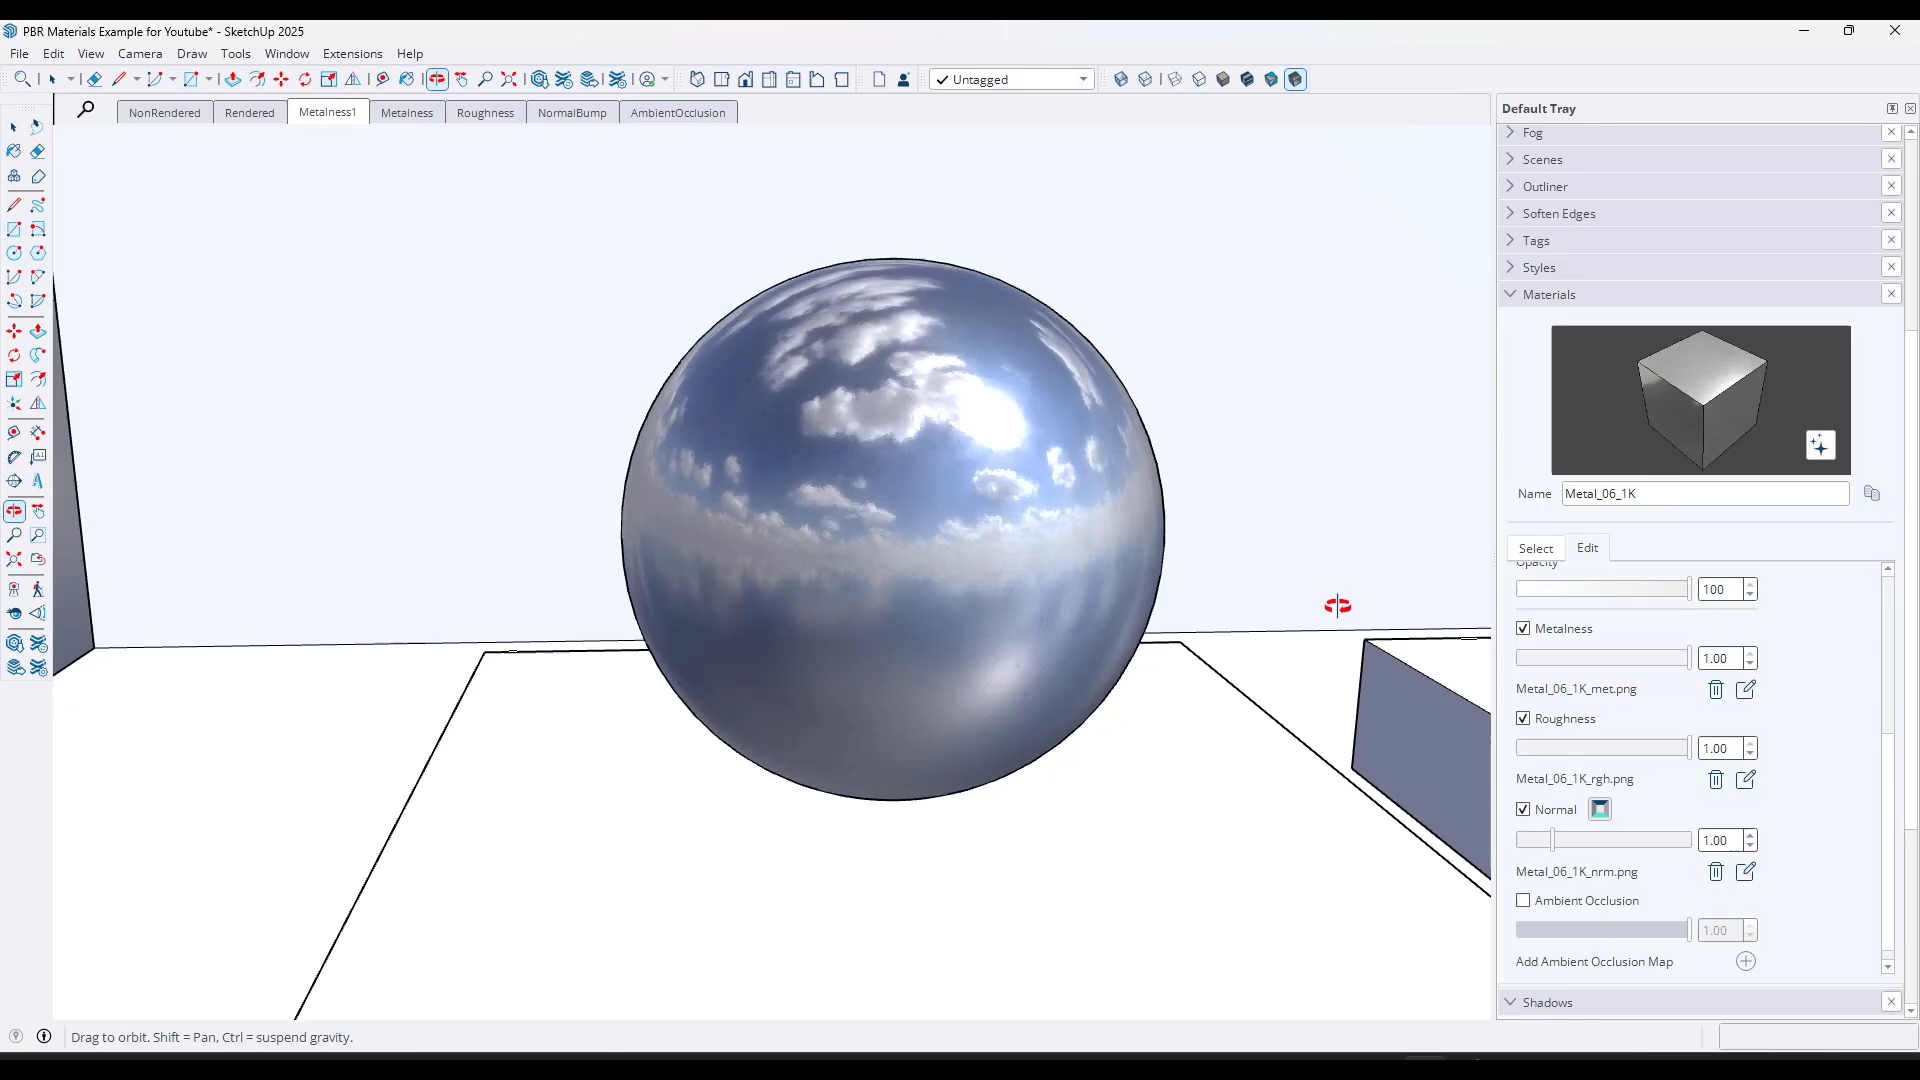 PBR Materials Example for Youtube* - SketchUp 2025
File Edit View Camera Draw Tools Window Extensions Help
Untagged
NonRendered Rendered Metalness1 Metalness Roughness NormalBump AmbientOcclusion
Default Tray
Fog
Scenes
Outliner
Soften Edges
Tags
Styles
Materials
Name Metal_06_1K
Select Edit
Opacity
100
Metalness
1.00
Metal_06_1K_met.png
Roughness
1.00
Metal_06_1K_rgh.png
Normal
1.00
Metal_06_1K_nrm.png
Ambient Occlusion
1.00
Add Ambient Occlusion Map
Shadows
Drag to orbit. Shift = Pan, Ctrl = suspend gravity.